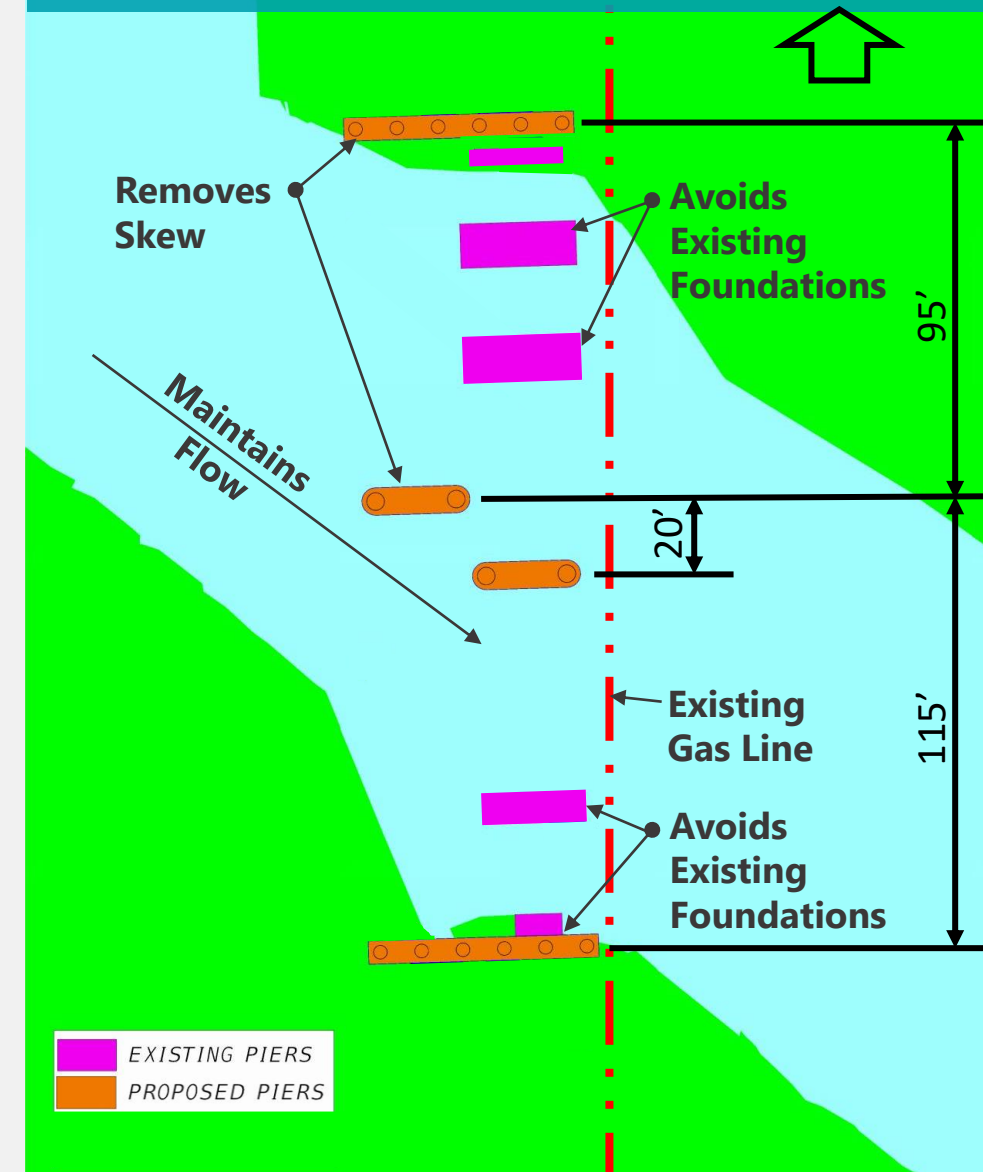 Removes
Skew
Avoids
Existing
Foundations
95’
Maintains
Flow
20’
Existing
Gas Line
115’
Avoids
Existing
Foundations
EXISTING PIERS
PROPOSED PIERS